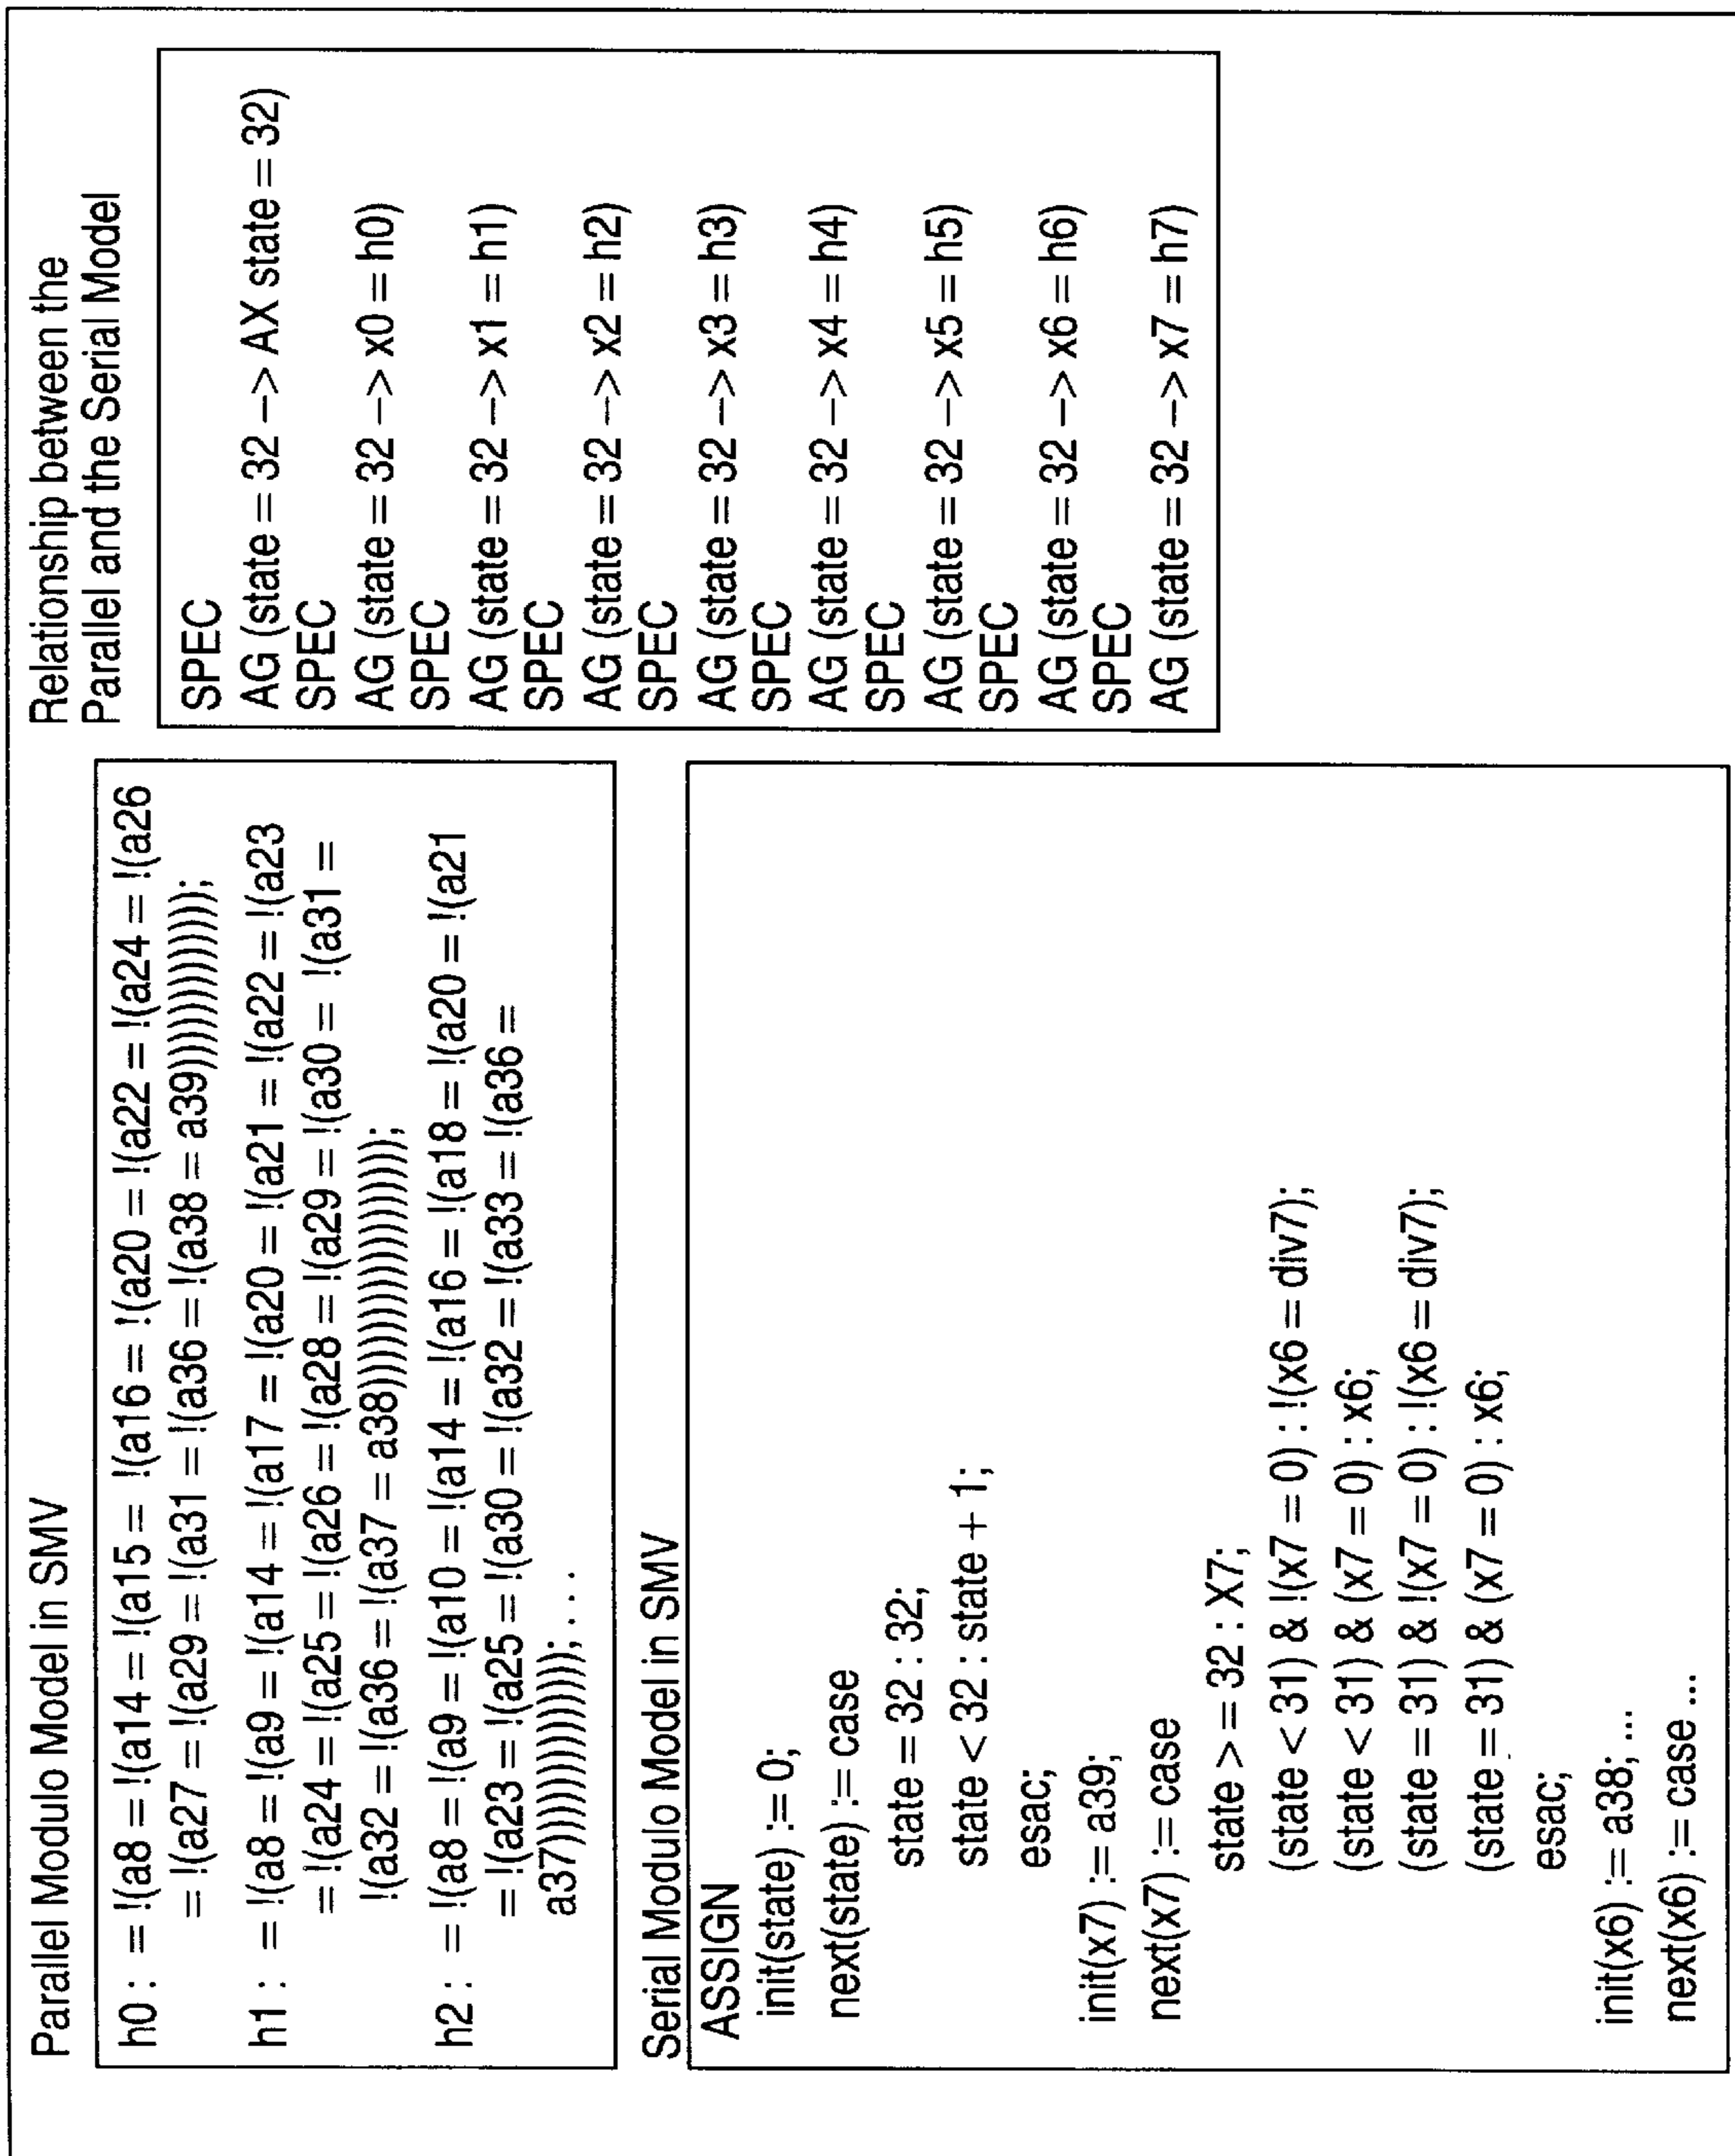 Parallel Modulo Model in SMV
h0 : = !(a8 = !(a14 = !(a15 = !(a16 = !(a20 = !(a22 = !(a24 = !(a26
= !(a27 = !(a29 = !(a31 = !(a36 = !(a38 = a39)))))))))))));
h1 : = !(a8 = !(a9 = !(a14 = !(a17 = !(a20 = !(a21 = !(a22 = !(a23
= !(a24 = !(a25 = !(a26 = !(a28 = !(a29 = !(a30 = !(a31 =
!(a32 = !(a36 = !(a37 = a38))))))))))))))))));
h2 : = !(a8 = !(a9 = !(a10 = !(a14 = !(a16 = !(a18 = !(a20 = !(a21
= !(a23 = !(a25 = !(a30 = !(a32 = !(a33 = !(a36 =
a37)))))))))))))); . . .
Serial Modulo Model in SMV
ASSIGN
init(state) := 0;
next(state) := case
state = 32 : 32;
state < 32 : state + 1;
esac;
init(x7) := a39;
next(x7) := case
state > = 32 : X7;
(state < 31) & !(x7 = 0) : !(x6 = div7);
(state < 31) & (x7 = 0) : x6;
(state = 31) & !(x7 = 0) : !(x6 = div7);
(state = 31) & (x7 = 0) : x6;
esac;
init(x6) := a38; ...
next(x6) := case ...
Relationship between the
Parallel and the Serial Model
SPEC
AG (state = 32 –> AX state = 32)
SPEC
AG (state = 32 –> x0 = h0)
SPEC
AG (state = 32 –> x1 = h1)
SPEC
AG (state = 32 –> x2 = h2)
SPEC
AG (state = 32 –> x3 = h3)
SPEC
AG (state = 32 –> x4 = h4)
SPEC
AG (state = 32 –> x5 = h5)
SPEC
AG (state = 32 –> x6 = h6)
SPEC
AG (state = 32 –> x7 = h7)